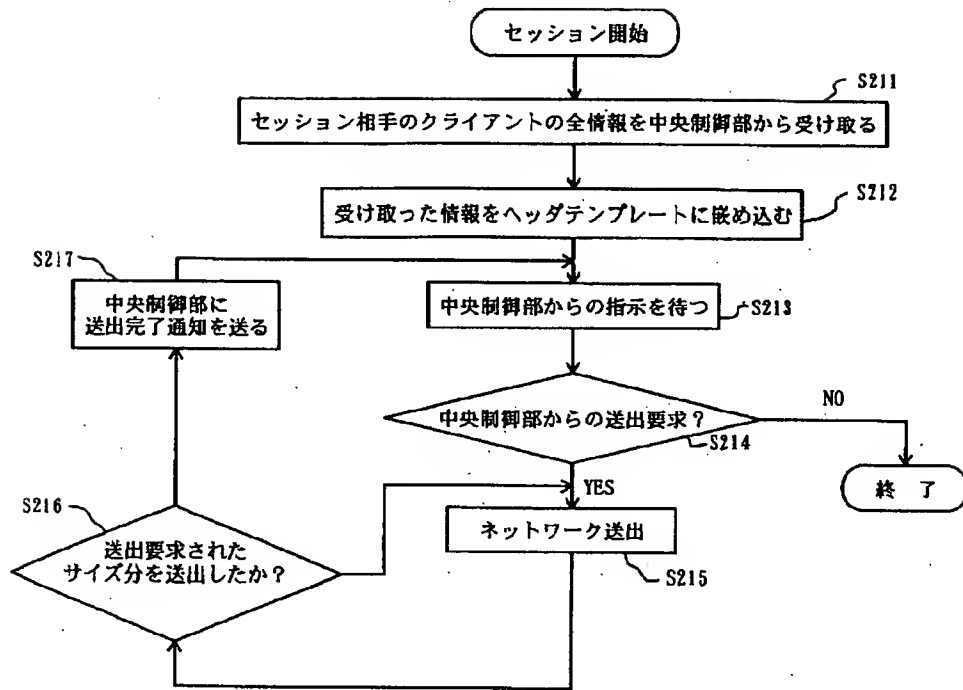 セッション開始
S211
セッション相手のクライアントの全情報を中央制御部から受け取る
S212
受け取った情報をヘッダテンプレートに嵌め込む
S217
中央制御部に
送出完了通知を送る
中央制御部からの指示を待つ
S213
中央制御部からの送出要求？
NO
S214
終 了
YES
S216
送出要求された
サイズ分を送出したか？
ネットワーク送出
S215